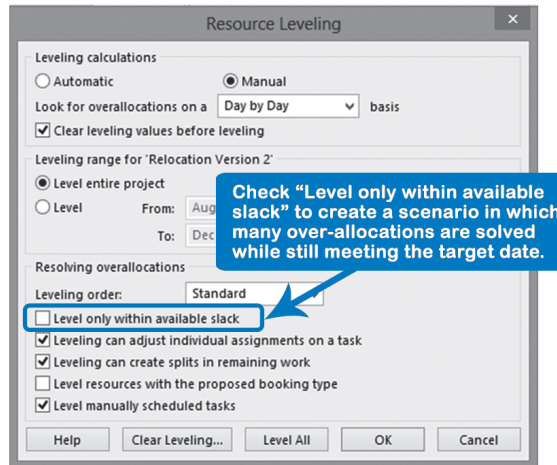 Resource Leveling
Leveling calculations
Automatic Manual
Look for overallocations on a Day by Day basis
Clear leveling values before leveling
Leveling range for 'Relocation Version 2'
Level entire project
Level From: Aug
To: Dec
Check “Level only within available
slack” to create a scenario in which
many over-allocations are solved
while still meeting the target date.
Resolving overallocations
Leveling order: Standard
Level only within available slack
Leveling can adjust individual assignments on a task
Leveling can create splits in remaining work
Level resources with the proposed booking type
Level manually scheduled tasks
Help Clear Leveling... Level All OK Cancel